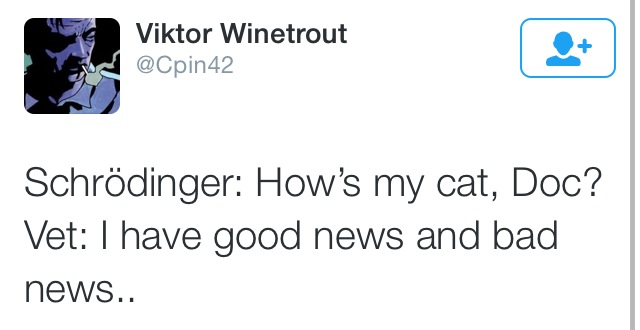 Viktor Winetrout
@Cpin42
Schrödinger: How's my cat, Doc?
Vet: I have good news and bad
news..